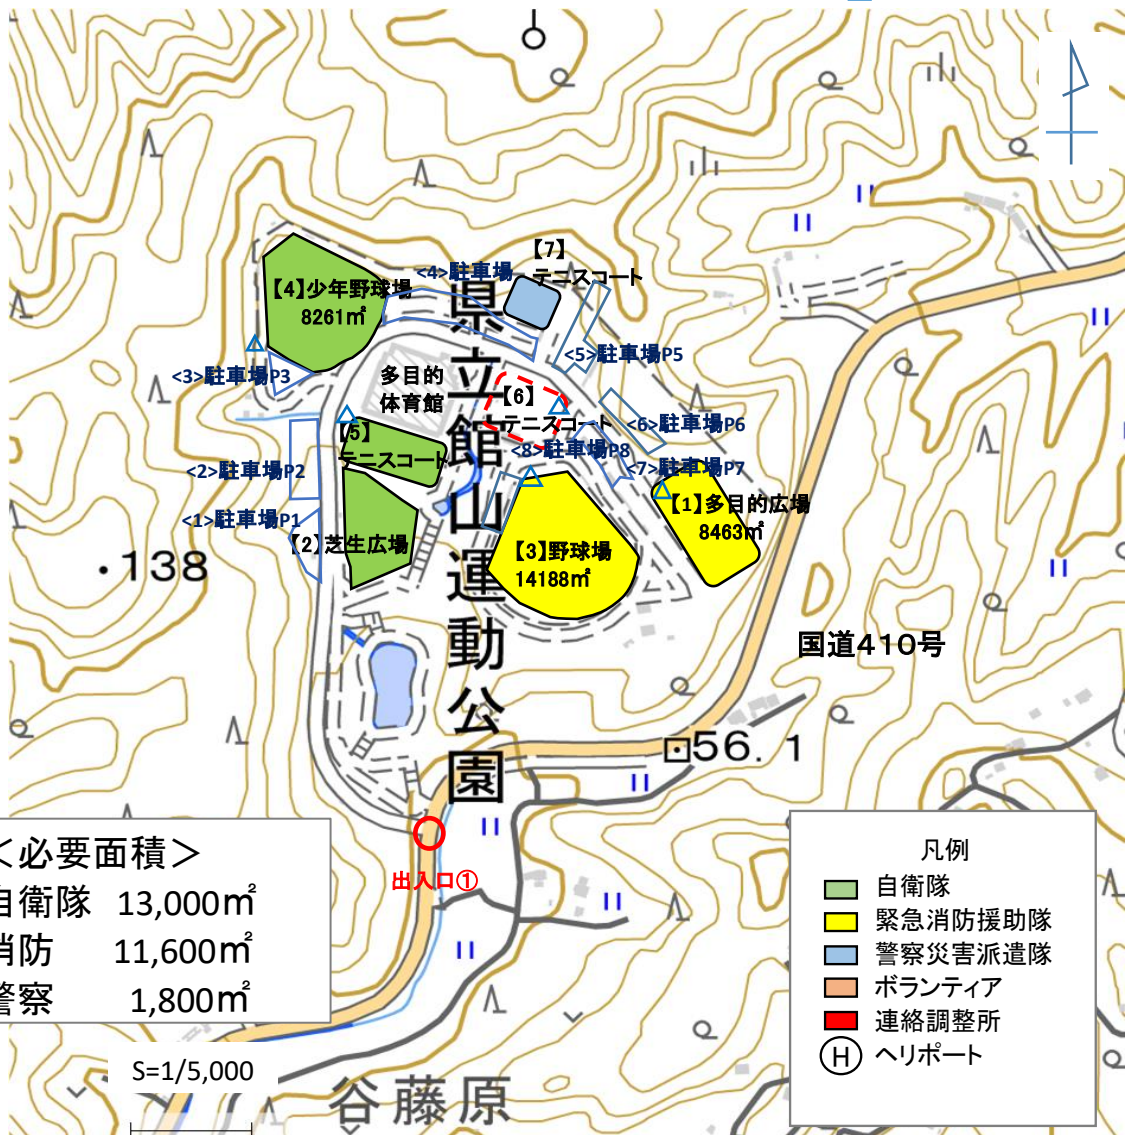 【7】
テニスコート
<4>駐車場
【4】少年野球場
8261㎡
<5>駐車場P5
<3>駐車場P3
多目的
体育館
【6】
テニスコート
<6>駐車場P6
【5】
テニスコート
<8>駐車場P8
<2>駐車場P2
<7>駐車場P7
【1】多目的広場
8463㎡
<1>駐車場P1
【2】芝生広場
【3】野球場
14188㎡
県立館山運動公園
138
国道410号
56.1
出入口①
<必要面積>
自衛隊 13,000㎡
消防 11,600㎡
警察 1,800㎡
凡例
自衛隊
緊急消防援助隊
警察災害派遣隊
ボランティア
連絡調整所
H ヘリポート
S=1/5,000
谷藤原